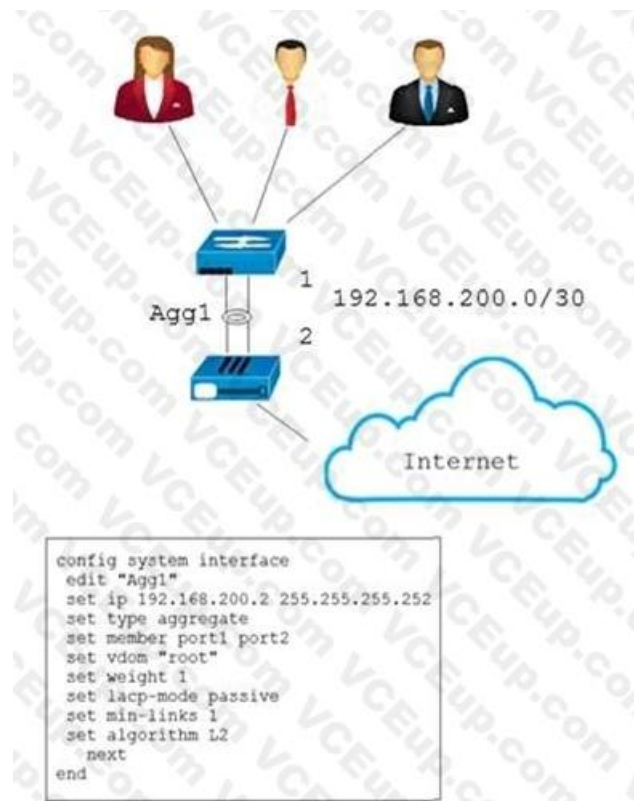 1
192.168.200.0/30
Agg1
2
Internet
config system interface
edit "Agg1"
set ip 192.168.200.2 255.255.255.252
set type aggregate
set member port1 port2
set vdom "root"
set weight 1
set lacp-mode passive
set min-links 1
set algorithm L2
next
end
VCEup.com